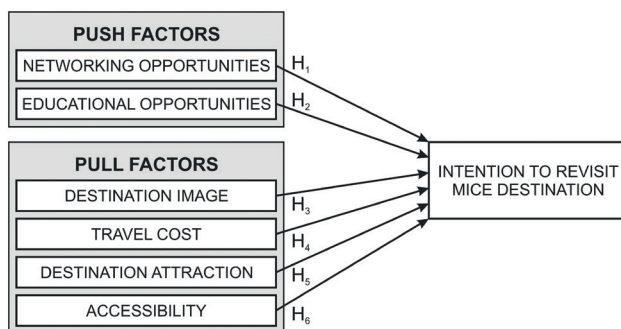 PUSH FACTORS
NETWORKING OPPORTUNITIES
H₁
EDUCATIONAL OPPORTUNITIES
H₂
PULL FACTORS
DESTINATION IMAGE
H₃
TRAVEL COST
H₄
DESTINATION ATTRACTION
H₅
ACCESSIBILITY
H₆
INTENTION TO REVISIT
MICE DESTINATION